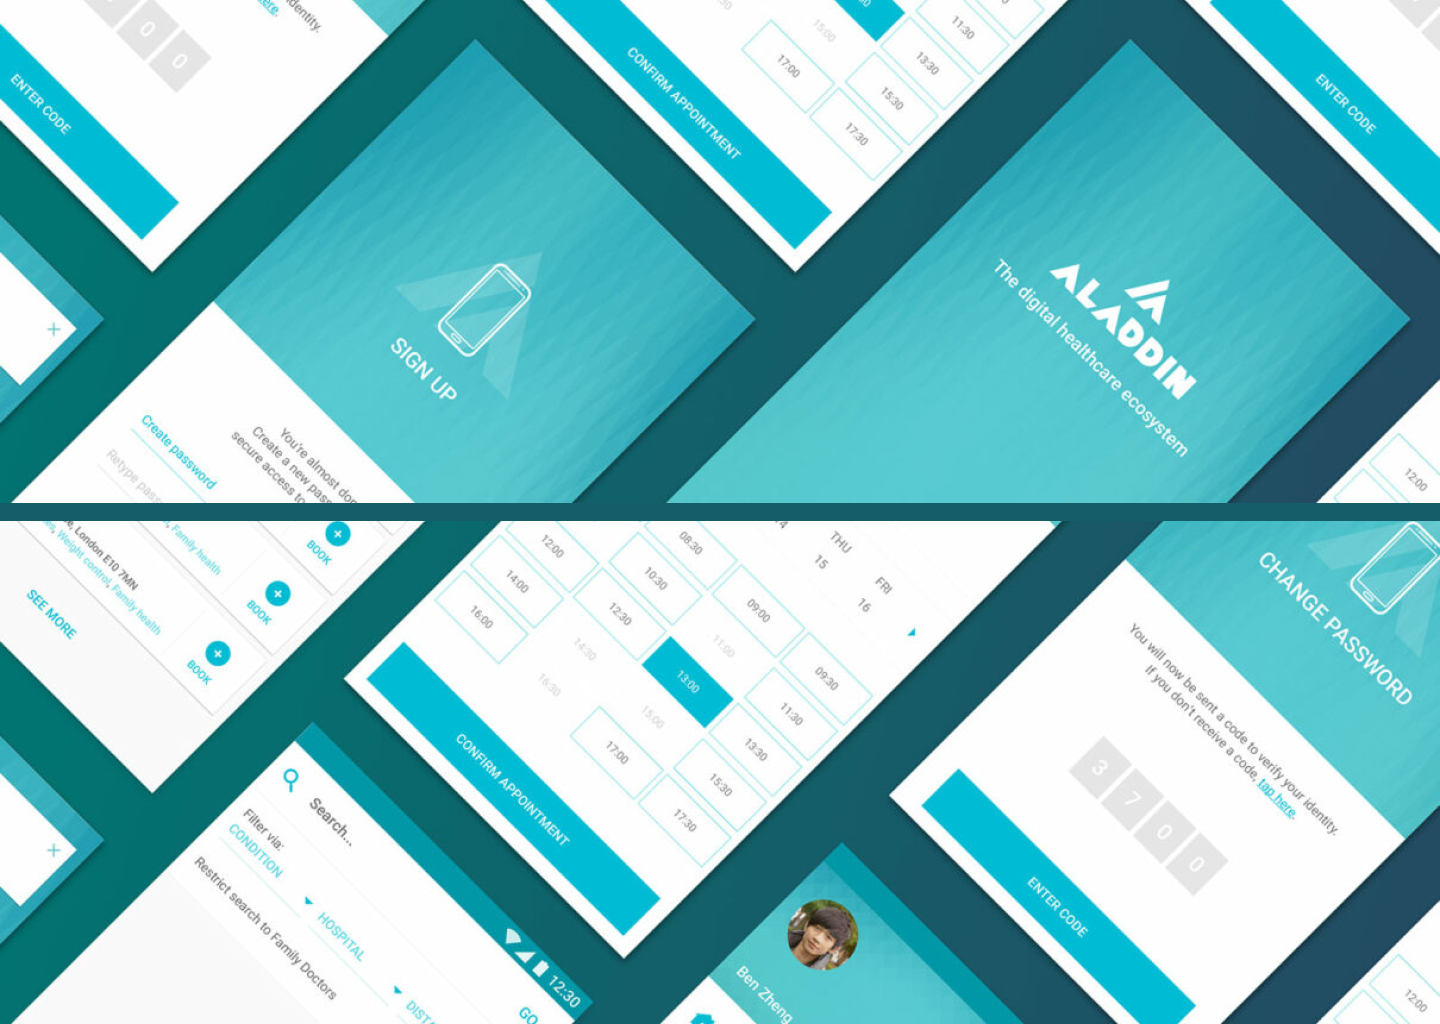 here.
identity.
0
0
ENTER CODE
15:00
17:00
11:30
13:30
15:30
17:30
CONFIRM APPOINTMENT
ENTER CODE
SIGN UP
You're almost
Create a new
secure access to
Create password
Retype
ALADDIN
The digital healthcare ecosystem
12:00
London E10 7MN
Weight control, Family health
Family health
BOOK
BOOK
BOOK
SEE MORE
THU
15
FRI
16
12:00
14:00
16:00
08:30
10:30
12:30
14:30
16:30
09:00
11:00
13:00
15:00
17:00
09:30
11:30
13:30
15:30
17:30
CONFIRM APPOINTMENT
CHANGE PASSWORD
You will now be sent a code to verify your identity.
If you don't receive a code, tap here.
3 7 0 0
ENTER CODE
12:30
Search...
GO
Filter via:
CONDITION
HOSPITAL
Restrict search to Family Doctors
Ben Zheng
12:00